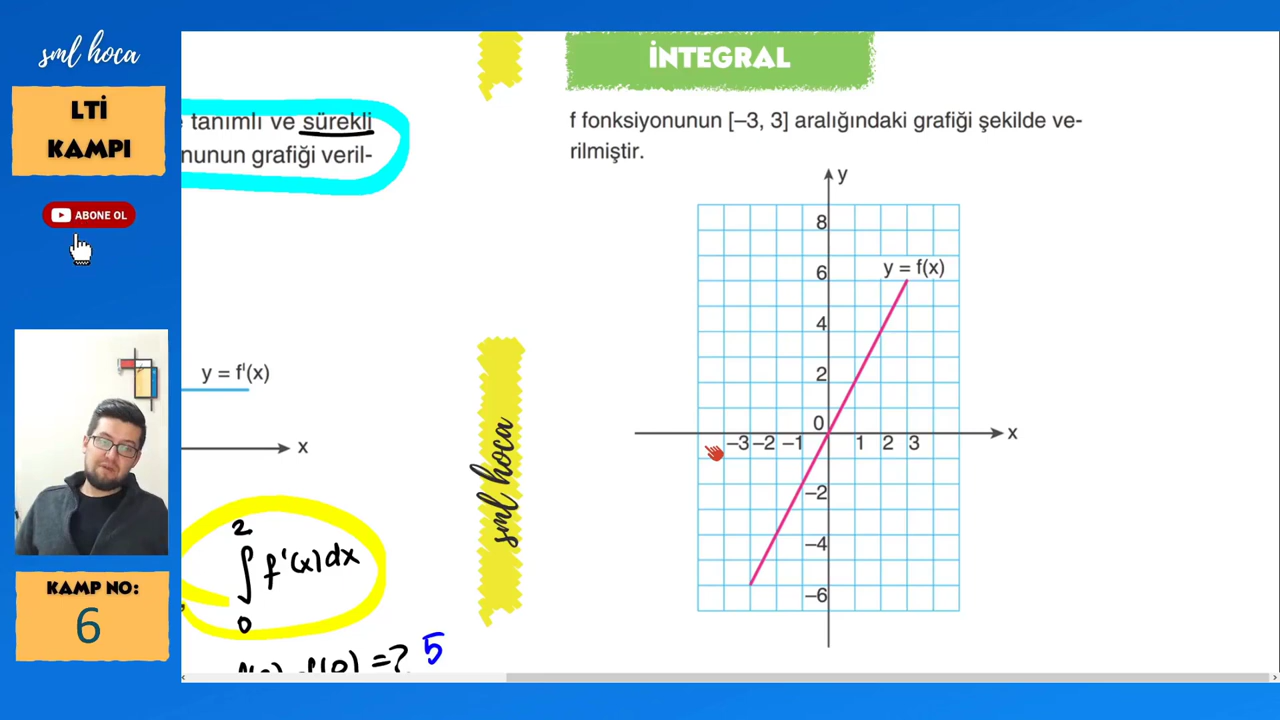 sml hoca
LTİ
KAMPI
ABONE OL
KAMP NO:
6
tanımlı ve sürekli
nunun grafiği veril-
y = f'(x)
x
2
∫ f'(x)dx
0
=? 5
sml hoca
İNTEGRAL
f fonksiyonunun [–3, 3] aralığındaki grafiği şekilde ve-
rilmiştir.
y
8
6
y = f(x)
4
2
0
–3 –2 –1 1 2 3 x
–2
–4
–6